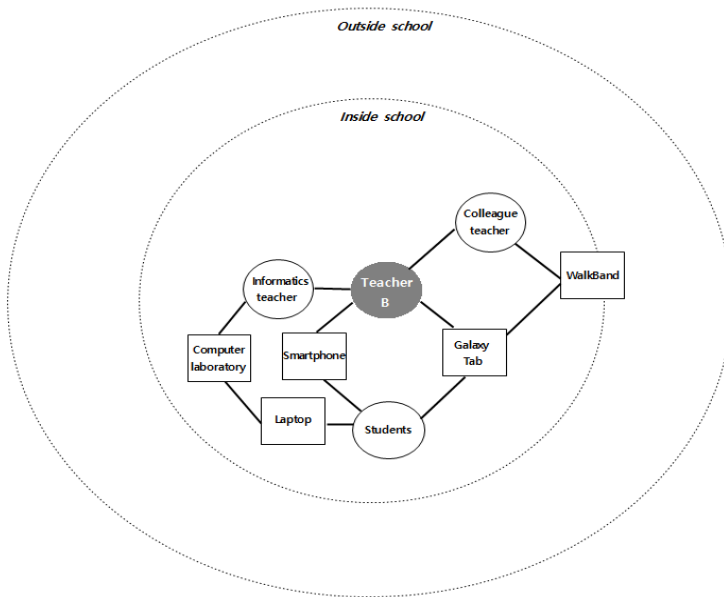 Outside school
Inside school
Colleague
teacher
WalkBand
Informatics
teacher
Teacher
B
Computer
laboratory
Smartphone
Galaxy
Tab
Laptop
Students